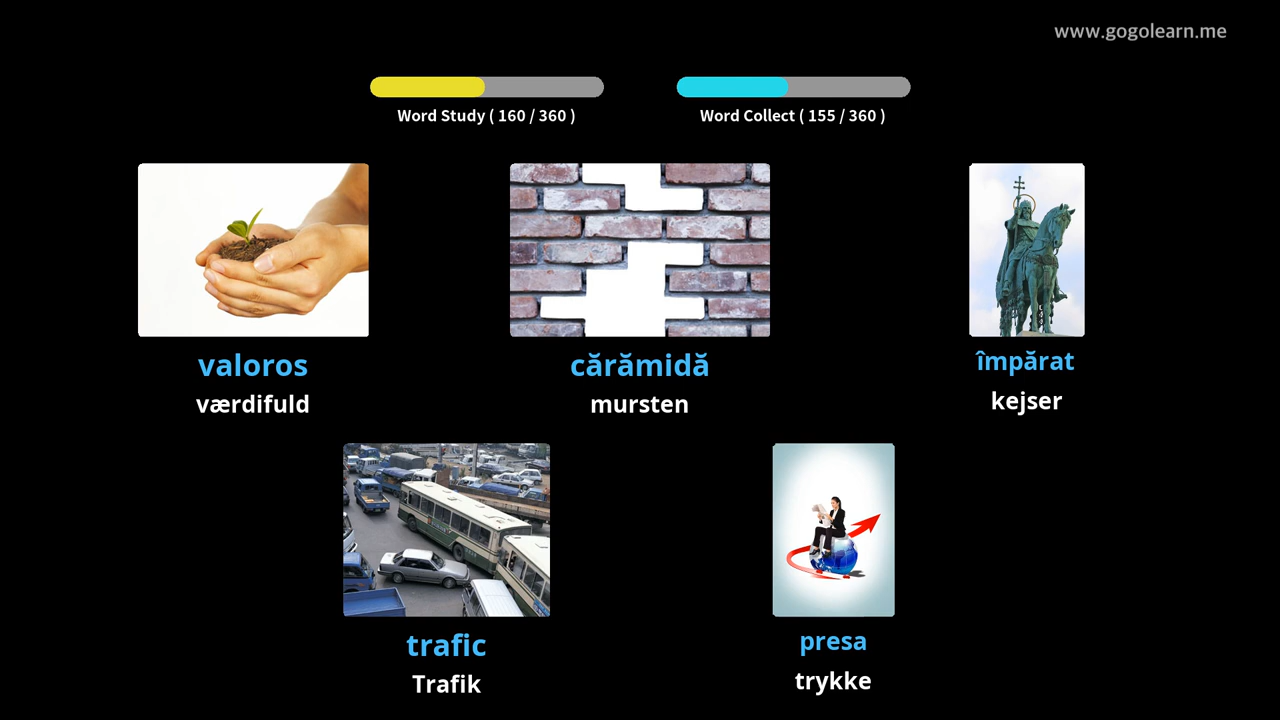 www.gogolearn.me
Word Study ( 160 / 360 )
Word Collect ( 155 / 360 )
valoros
værdifuld
cărămidă
mursten
împărat
kejser
trafic
Trafik
presa
trykke